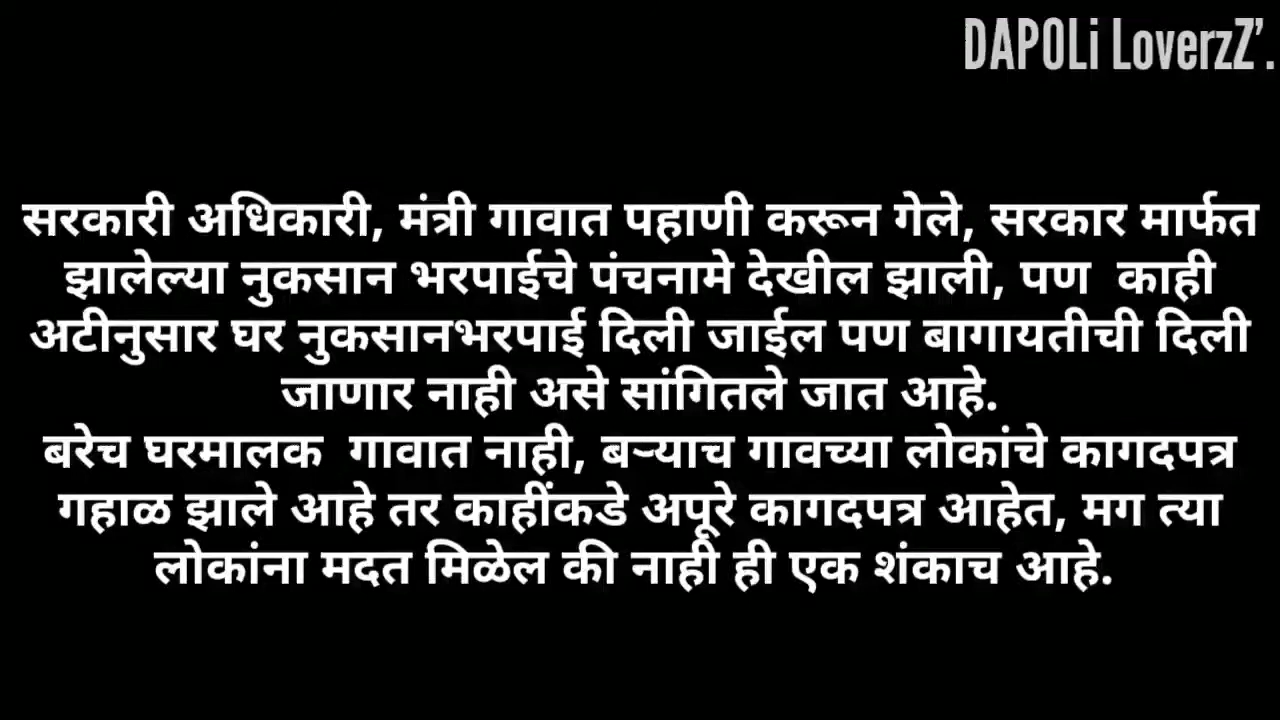 DAPOLi LoverzZ'.
सरकारी अधिकारी, मंत्री गावात पहाणी करून गेले, सरकार मार्फत
झालेल्या नुकसान भरपाईचे पंचनामे देखील झाली, पण काही
अटीनुसार घर नुकसानभरपाई दिली जाईल पण बागायतीची दिली
जाणार नाही असे सांगितले जात आहे.
बरेच घरमालक गावात नाही, बऱ्याच गावच्या लोकांचे कागदपत्र
गहाळ झाले आहे तर काहींकडे अपूरे कागदपत्र आहेत, मग त्या
लोकांना मदत मिळेल की नाही ही एक शंकाच आहे.